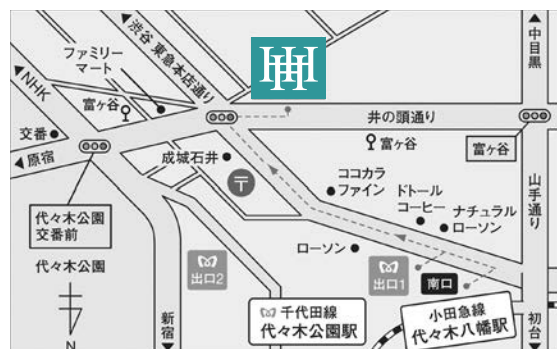 渋谷 東急本店通り
中目黒
ファミリー
マート
HH
NHK
富ヶ谷
井の頭通り
交番
原宿
成城石井
富ヶ谷
富ヶ谷
〒
代々木公園
交番前
ココカラ
ファイン
ドトール
コーヒー
ナチュラル
ローソン
山手通り
代々木公園
ローソン
出口2
出口1
南口
千代田線
代々木公園駅
小田急線
代々木八幡駅
新宿
初台
N